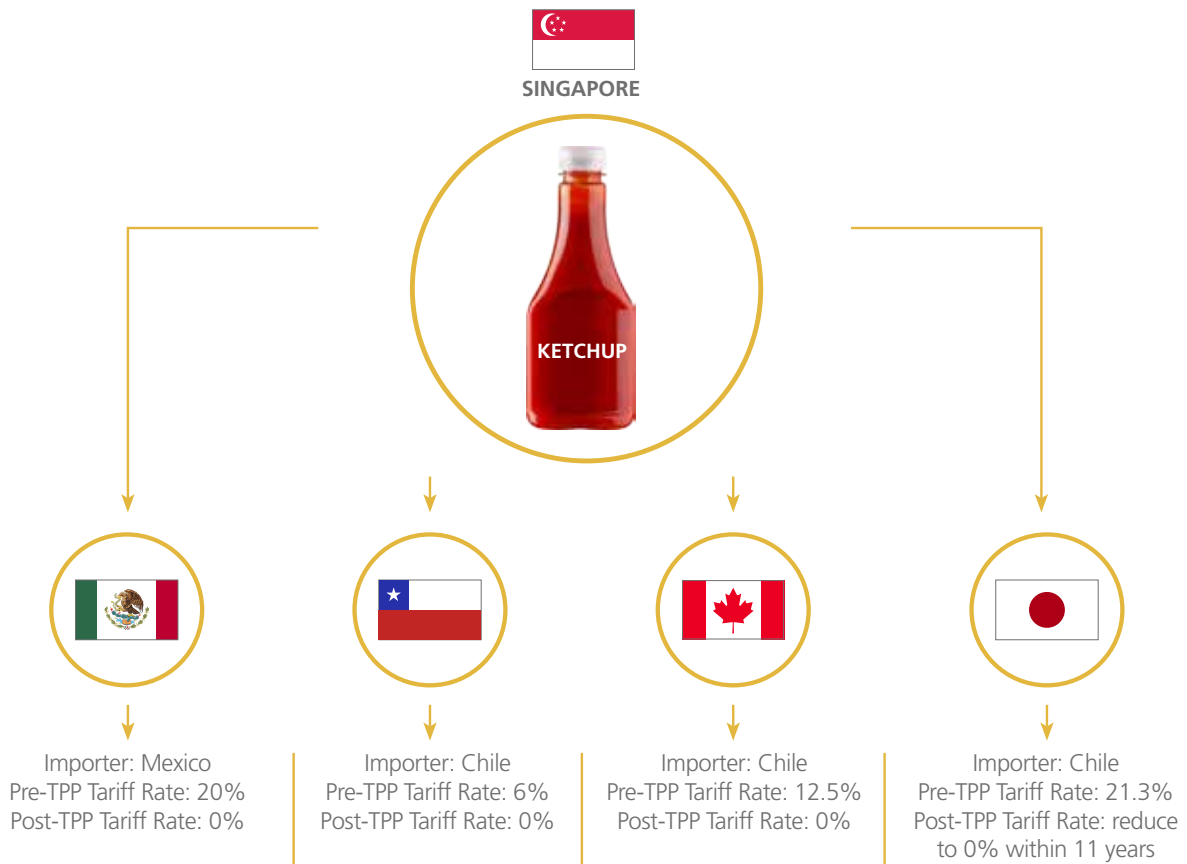 SINGAPORE
KETCHUP
Importer: Mexico
Pre-TPP Tariff Rate: 20%
Post-TPP Tariff Rate: 0%
Importer: Chile
Pre-TPP Tariff Rate: 6%
Post-TPP Tariff Rate: 0%
Importer: Chile
Pre-TPP Tariff Rate: 12.5%
Post-TPP Tariff Rate: 0%
Importer: Chile
Pre-TPP Tariff Rate: 21.3%
Post-TPP Tariff Rate: reduce
to 0% within 11 years